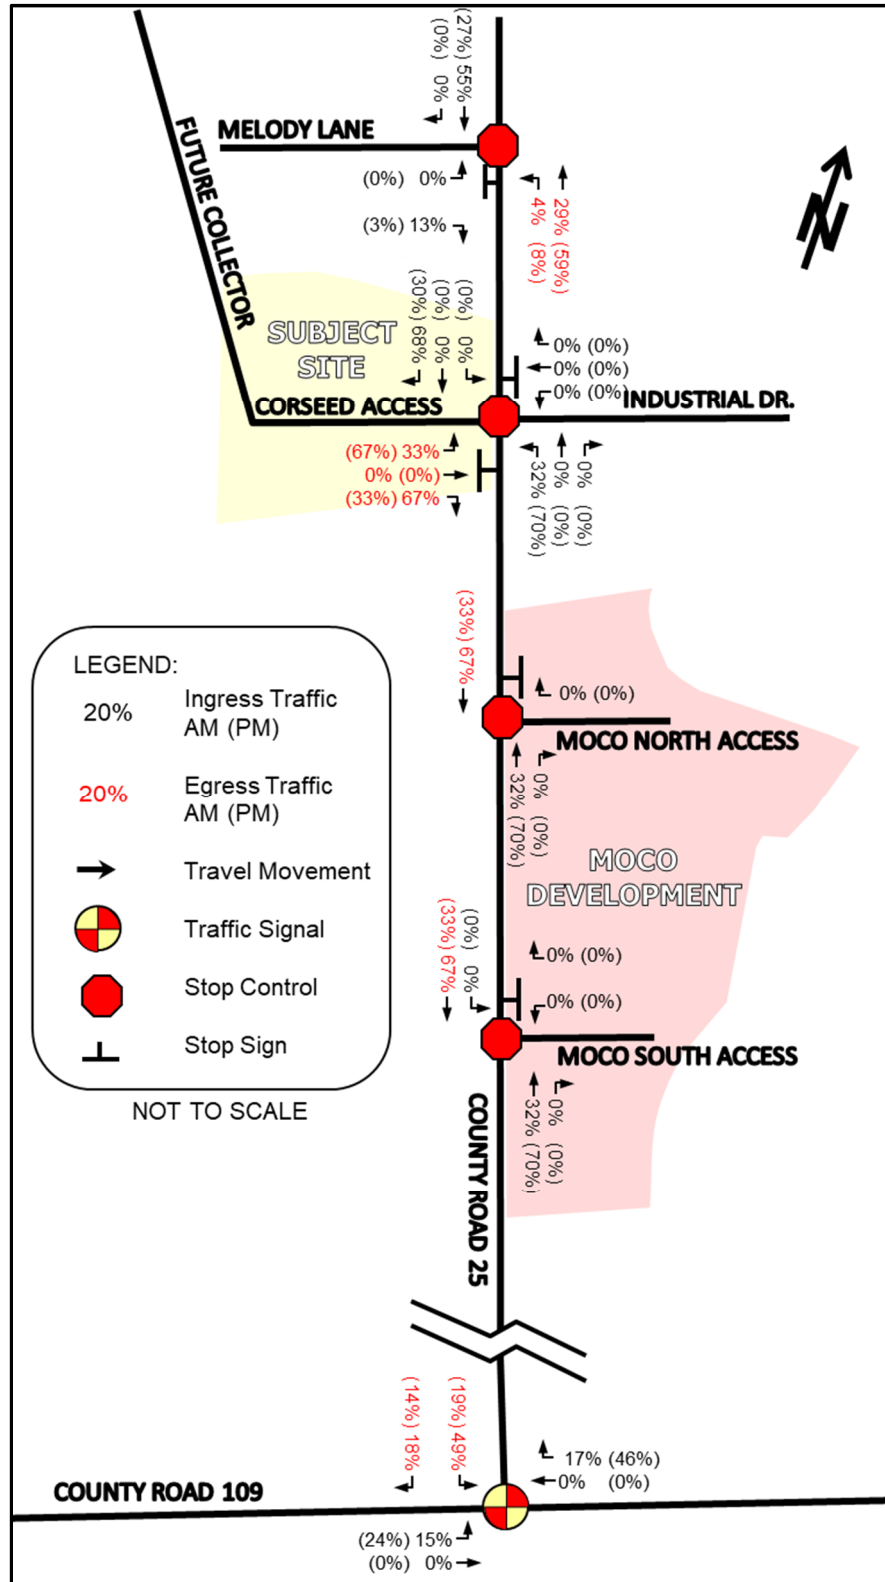 (27%) 55%
(0%) 0%
MELODY LANE
FUTURE COLLECTOR
(0%) 0%
29% (59%)
4% (8%)
(3%) 13%
N
(0%) 0%
(0%) 0%
(30%) 68%
SUBJECT
SITE
0% (0%)
0% (0%)
0% (0%)
CORSEED ACCESS
INDUSTRIAL DR.
(67%) 33%
0% (0%)
(33%) 67%
0% (0%)
0% (0%)
32% (70%)
(33%) 67%
LEGEND:
20%
Ingress Traffic
AM (PM)
20%
Egress Traffic
AM (PM)
Travel Movement
Traffic Signal
Stop Control
Stop Sign
NOT TO SCALE
0% (0%)
MOCO NORTH ACCESS
0% (0%)
32% (70%)
MOCO
DEVELOPMENT
(0%) 0%
(33%) 67%
0% (0%)
0% (0%)
MOCO SOUTH ACCESS
0% (0%)
32% (70%)
COUNTY ROAD 25
(19%) 49%
(14%) 18%
17% (46%)
0% (0%)
COUNTY ROAD 109
(24%) 15%
(0%) 0%